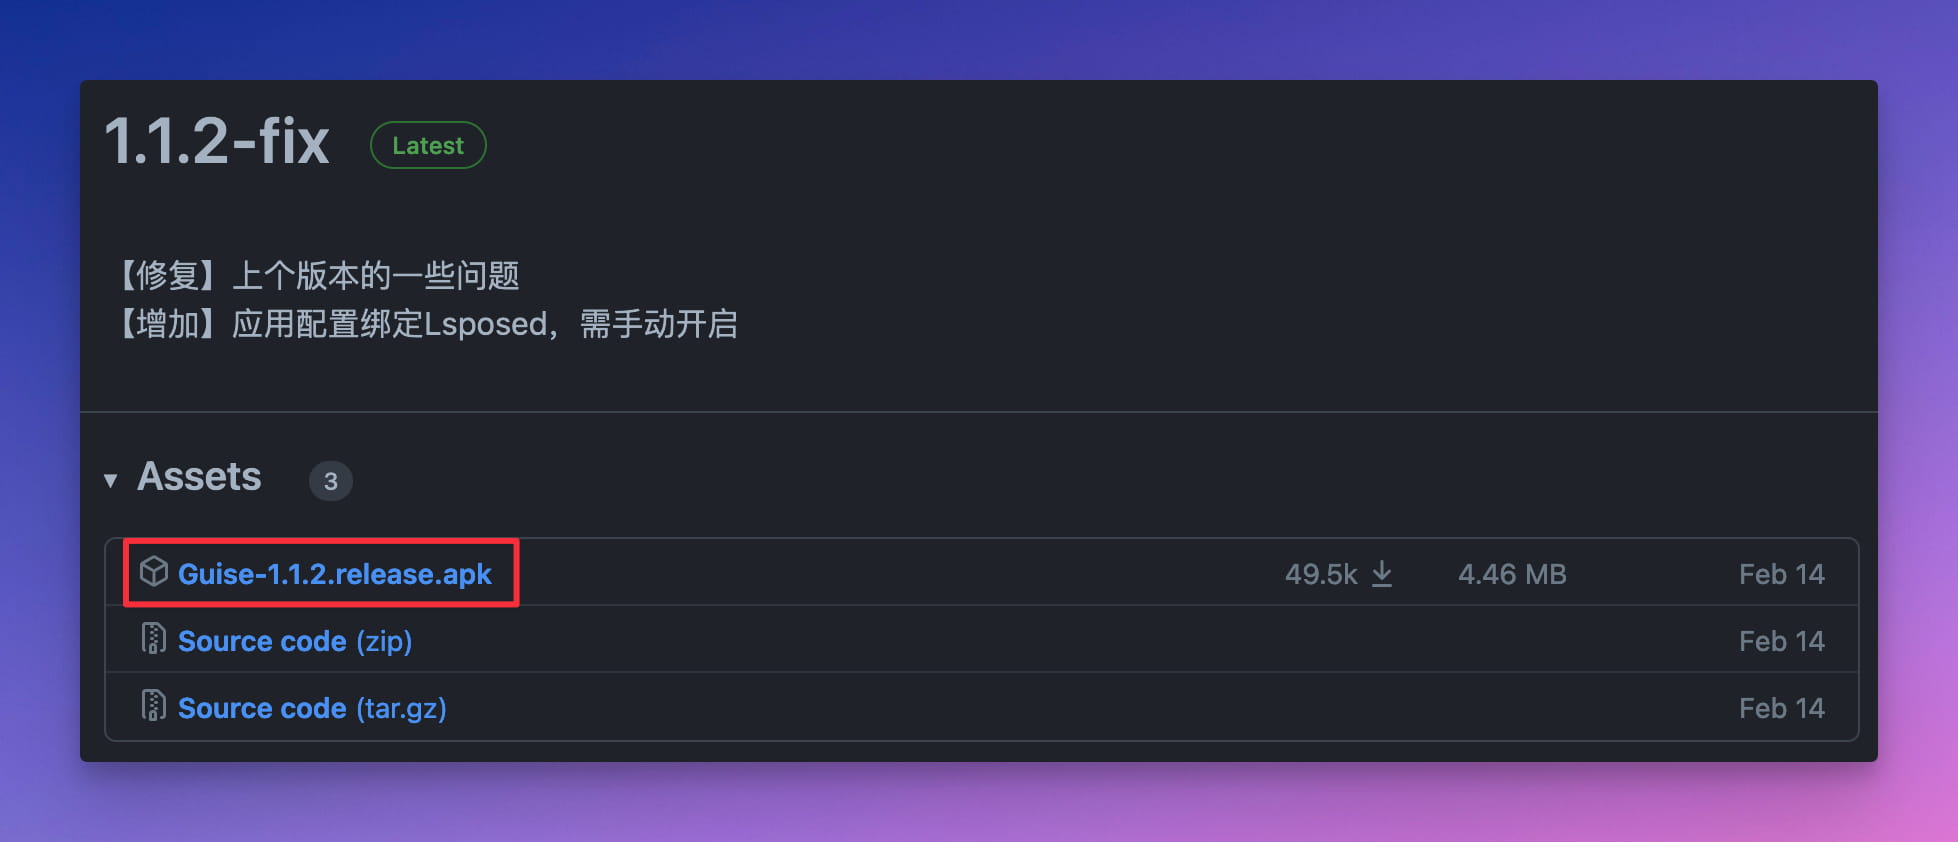 1.1.2-fix Latest
【修复】上个版本的一些问题
【增加】应用配置绑定Lsposed，需手动开启
Assets 3
Guise-1.1.2.release.apk 49.5k 4.46 MB Feb 14
Source code (zip) Feb 14
Source code (tar.gz) Feb 14